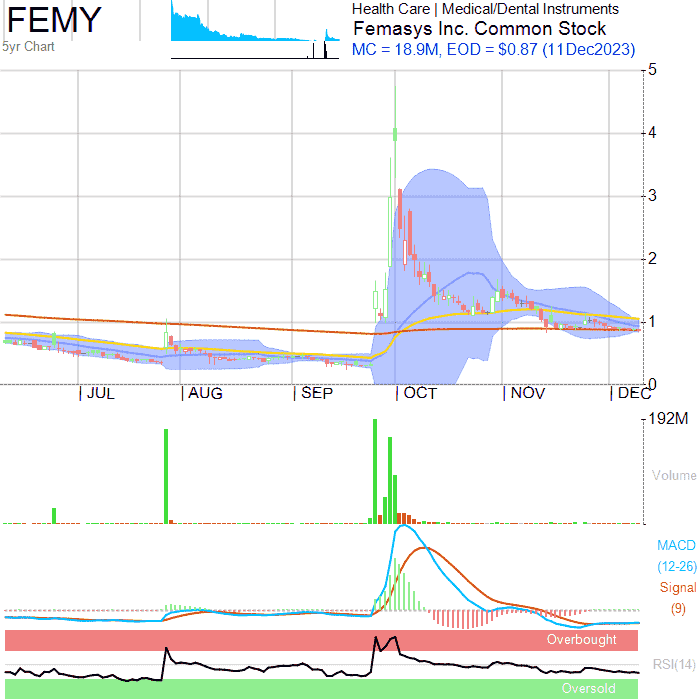 FEMY
5yr Chart
Health Care | Medical/Dental Instruments
Femasys Inc. Common Stock
MC = 18.9M, EOD = $0.87 (11Dec2023)
5
4
3
2
1
0
JUL AUG SEP OCT NOV DEC
192M
Volume
MACD
(12-26)
Signal
(9)
Overbought
RSI(14)
Oversold